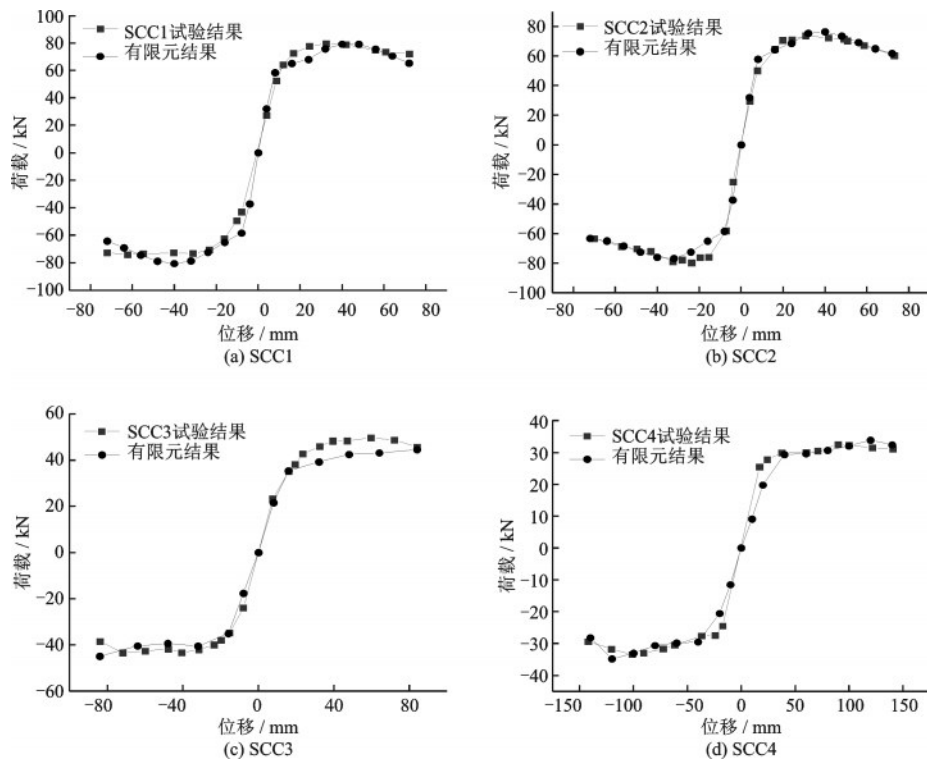 SCC1试验结果
有限元结果
100
80
60
40
20
0
−20
−40
−60
−80
−100
荷载 / kN
−80 −60 −40 −20 0 20 40 60 80
位移 / mm
(a) SCC1
SCC2试验结果
有限元结果
80
60
40
20
0
−20
−40
−60
−80
−100
荷载 / kN
−80 −60 −40 −20 0 20 40 60 80
位移 / mm
(b) SCC2
SCC3试验结果
有限元结果
60
40
20
0
−20
−40
−60
荷载 / kN
−80 −40 0 40 80
位移 / mm
(c) SCC3
SCC4试验结果
有限元结果
40
30
20
10
0
−10
−20
−30
−40
荷载 / kN
−150 −100 −50 0 50 100 150
位移 / mm
(d) SCC4